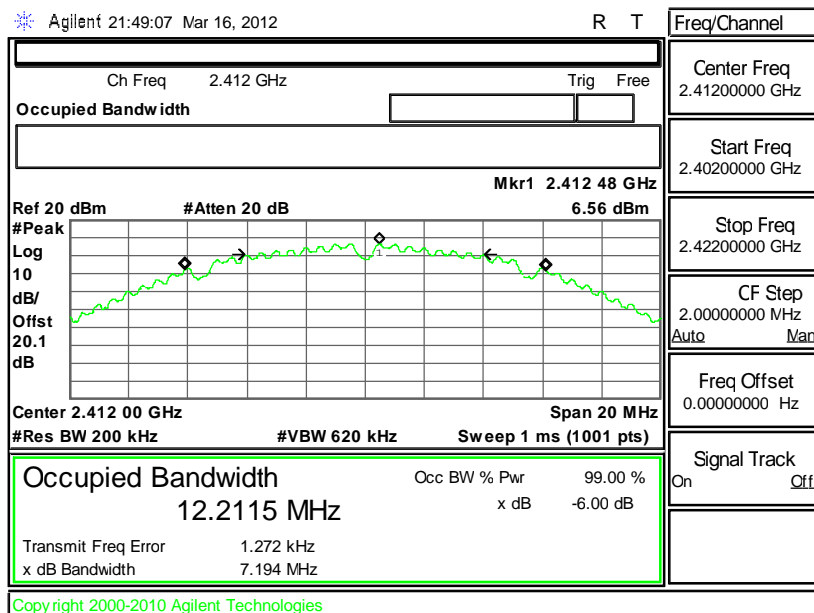 Agilent 21:49:07 Mar 16, 2012 R T
Ch Freq 2.412 GHz Trig Free
Occupied Bandwidth
Mkr1 2.412 48 GHz
Ref 20 dBm #Atten 20 dB 6.56 dBm
#Peak
Log
10
dB/
Offst
20.1
dB
1
Center 2.412 00 GHz Span 20 MHz
#Res BW 200 kHz #VBW 620 kHz Sweep 1 ms (1001 pts)
Occupied Bandwidth Occ BW % Pwr 99.00 %
12.2115 MHz x dB -6.00 dB
Transmit Freq Error 1.272 kHz
x dB Bandwidth 7.194 MHz
Copyright 2000-2010 Agilent Technologies
Freq/Channel
Center Freq
2.41200000 GHz
Start Freq
2.40200000 GHz
Stop Freq
2.42200000 GHz
CF Step
2.00000000 MHz
Auto Man
Freq Offset
0.00000000 Hz
Signal Track
On Off